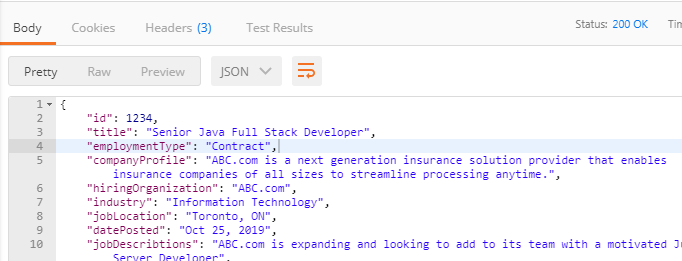 Body Cookies Headers (3) Test Results Status: 200 OK
Pretty Raw Preview JSON
1 {
2 "id": 1234,
3 "title": "Senior Java Full Stack Developer",
4 "employmentType": "Contract",
5 "companyProfile": "ABC.com is a next generation insurance solution provider that enables
insurance companies of all sizes to streamline processing anytime.",
6 "hiringOrganization": "ABC.com",
7 "industry": "Information Technology",
8 "jobLocation": "Toronto, ON",
9 "datePosted": "Oct 25, 2019",
10 "jobDescribtions": "ABC.com is expanding and looking to add to its team with a motivated
Server Developer",